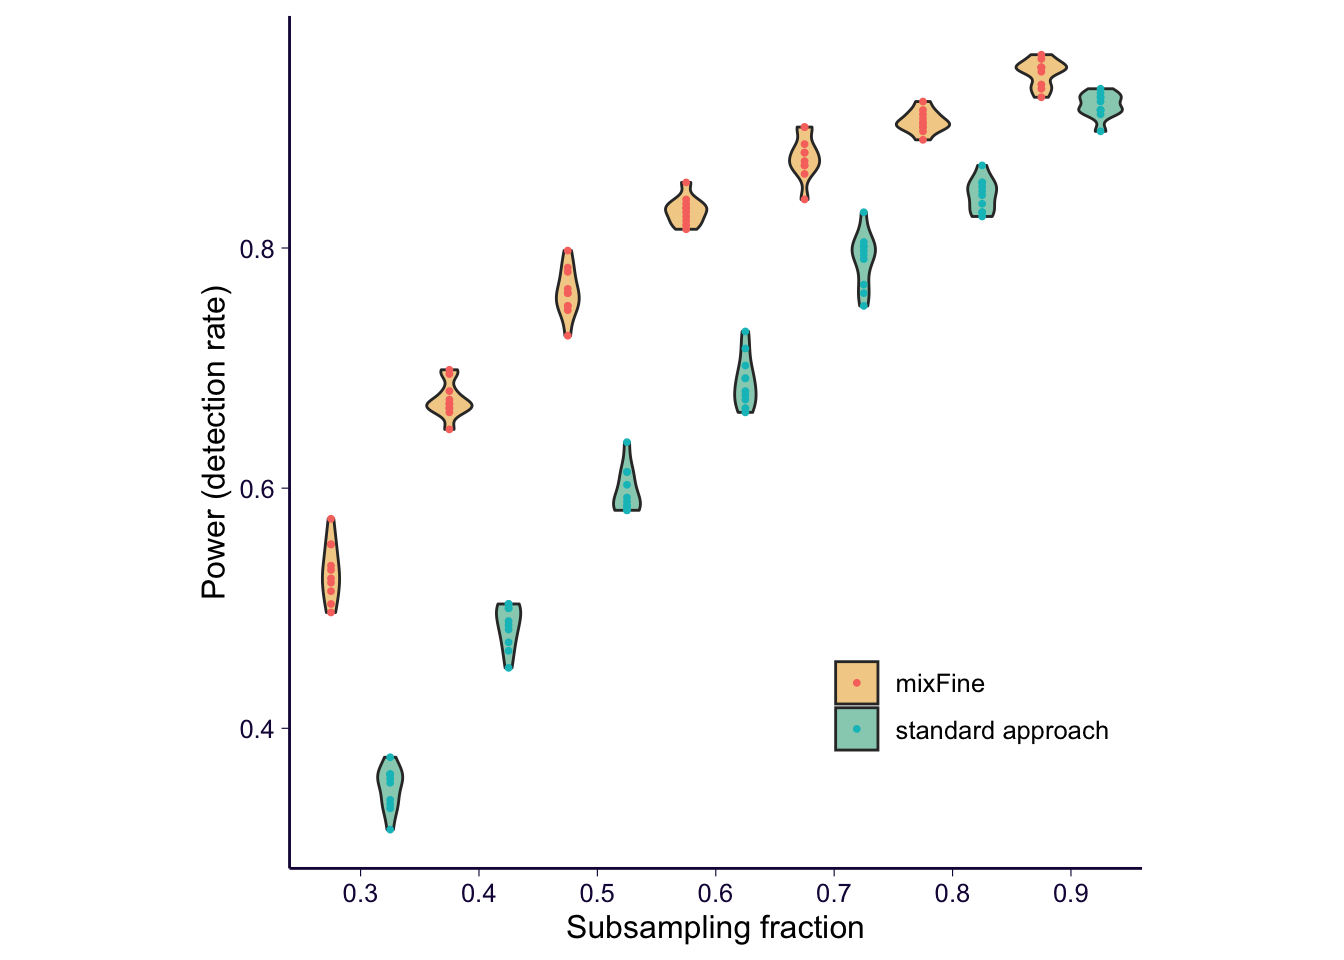 Power (detection rate)
0.8
0.6
0.4
mixFine
standard approach
0.3 0.4 0.5 0.6 0.7 0.8 0.9
Subsampling fraction